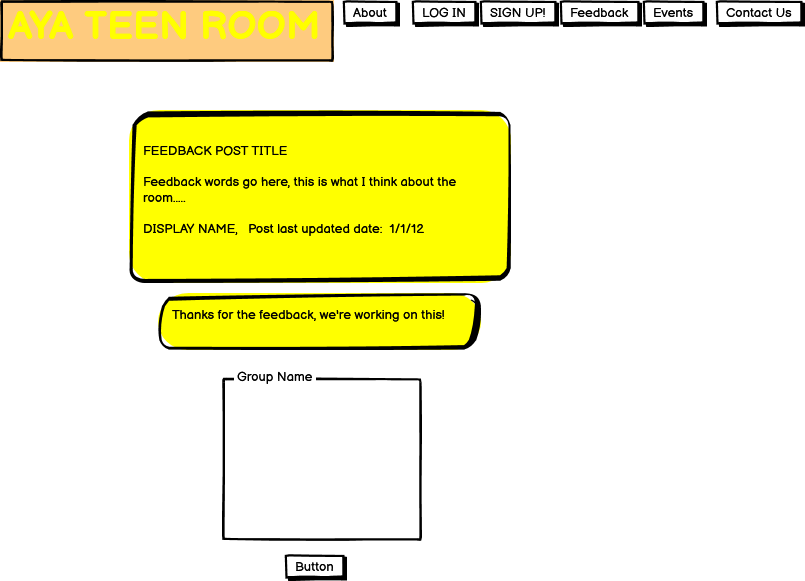 AYA TEEN ROOM
About
LOG IN
SIGN UP!
Feedback
Events
Contact Us
FEEDBACK POST TITLE
Feedback words go here, this is what I think about the
room.....
DISPLAY NAME,   Post last updated date:  1/1/12
Thanks for the feedback, we're working on this!
Group Name
Button